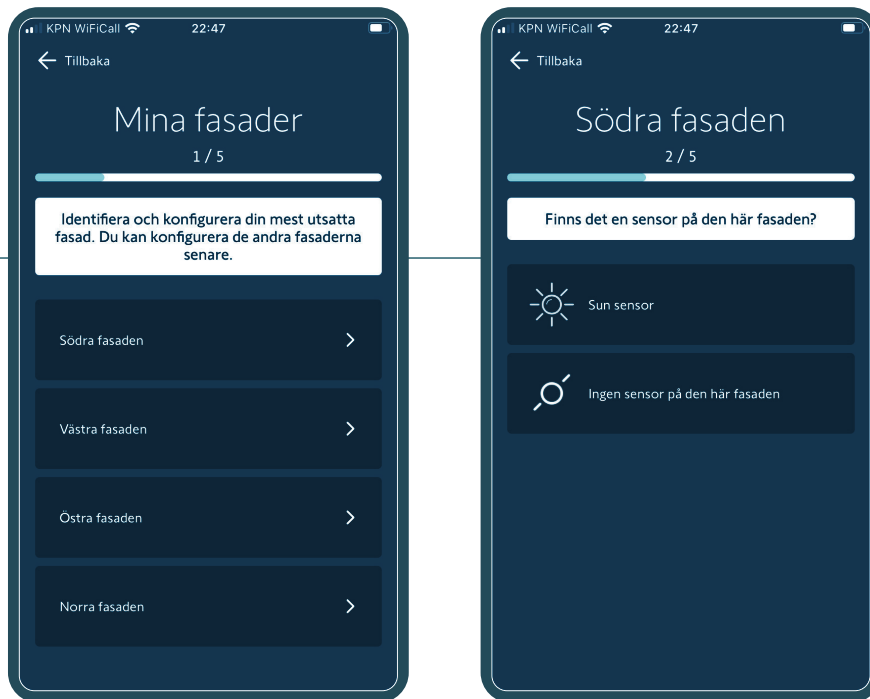 KPN WiFiCall 22:47
Tillbaka
Mina fasader
1 / 5
Identifiera och konfigurera din mest utsatta
fasad. Du kan konfigurera de andra fasaderna
senare.
Södra fasaden
Västra fasaden
Östra fasaden
Norra fasaden
KPN WiFiCall 22:47
Tillbaka
Södra fasaden
2 / 5
Finns det en sensor på den här fasaden?
Sun sensor
Ingen sensor på den här fasaden